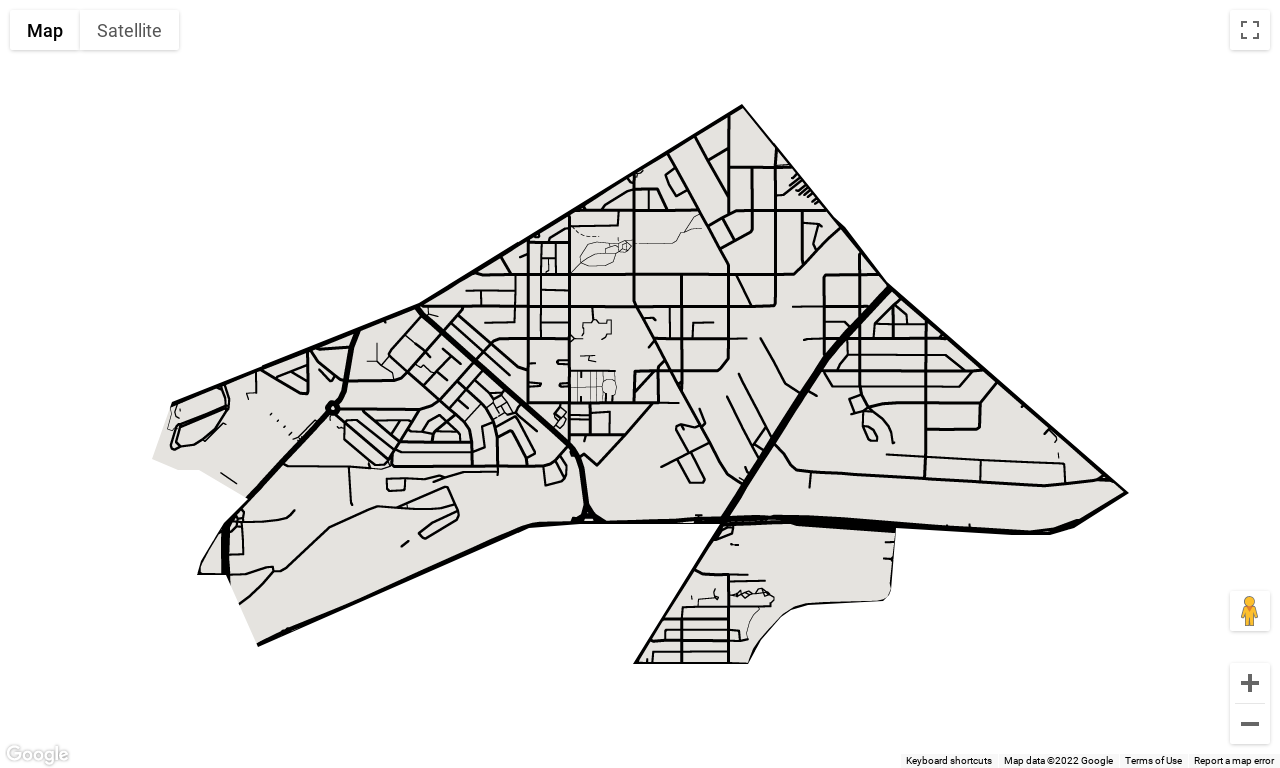 Map Satellite
Google
Keyboard shortcuts Map data ©2022 Google Terms of Use Report a map error